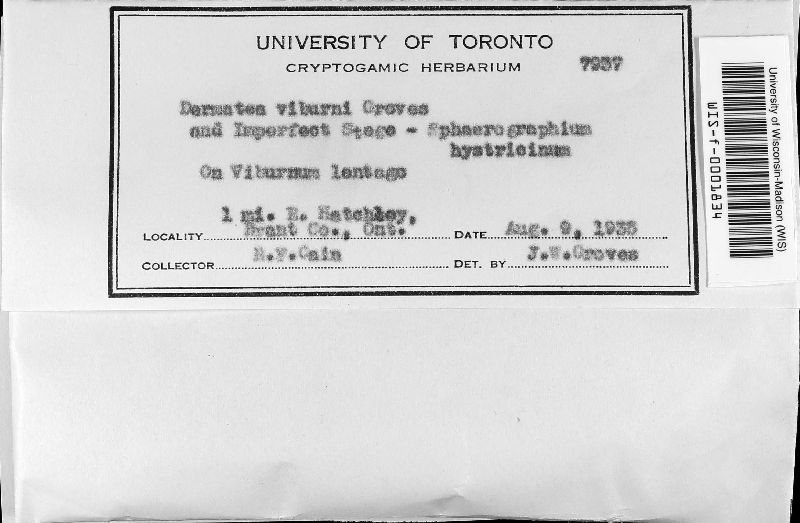 UNIVERSITY OF TORONTO
CRYPTOGAMIC HERBARIUM 7937
Dermatea viburni Groves
and Imperfect Stage - Sphaerographium
hystricinum
On Viburnum lentago
1 mi. E. Hatchley,
LOCALITY Brant Co., Ont. DATE Aug. 9, 1935
COLLECTOR R.F.Cain DET. BY J.W.Groves
University of Wisconsin-Madison (WIS)
WIS-f-0001834